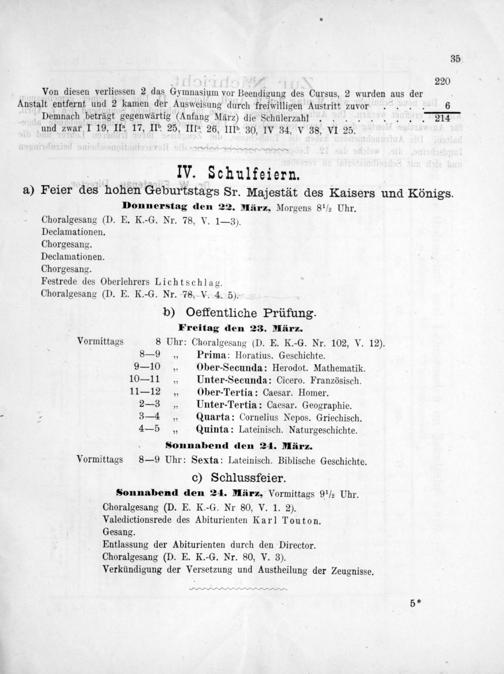 35
220
Von diesen verliessen 2 das Gymnasium vor Beendigung des Cursus, 2 wurden aus der
Anstalt entfernt und 2 kamen der Ausweisung durch freiwilligen Austritt zuvor . . . . . 6
Demnach beträgt gegenwärtig (Anfang März) die Schülerzahl . . . . . . . . 214
und zwar I 19, IIª 17, IIᵇ 25, IIIª 26, IIIᵇ 30, IV 34, V 38, VI 25.
IV. Schulfeiern.
a) Feier des hohen Geburtstags Sr. Majestät des Kaisers und Königs.
Donnerstag den 22. März, Morgens 8½ Uhr.
Choralgesang (D. E. K.-G. Nr. 78, V. 1—3).
Declamationen.
Chorgesang.
Declamationen.
Chorgesang.
Festrede des Oberlehrers Lichtschlag.
Choralgesang (D. E. K.-G. Nr. 78, V. 4. 5).
b) Oeffentliche Prüfung.
Freitag den 23. März.
Vormittags 8 Uhr: Choralgesang (D. E. K.-G. Nr. 102, V. 12).
8—9 „ Prima: Horatius. Geschichte.
9—10 „ Ober-Secunda: Herodot. Mathematik.
10—11 „ Unter-Secunda: Cicero. Französisch.
11—12 „ Ober-Tertia: Caesar. Homer.
2—3 „ Unter-Tertia: Caesar. Geographie.
3—4 „ Quarta: Cornelius Nepos. Griechisch.
4—5 „ Quinta: Lateinisch. Naturgeschichte.
Sonnabend den 24. März.
Vormittags 8—9 Uhr: Sexta: Lateinisch. Biblische Geschichte.
c) Schlussfeier.
Sonnabend den 24. März, Vormittags 9½ Uhr.
Choralgesang (D. E. K.-G. Nr 80, V. 1. 2).
Valedictionsrede des Abiturienten Karl Touton.
Gesang.
Entlassung der Abiturienten durch den Director.
Choralgesang (D. E. K.-G. Nr. 80, V. 3).
Verkündigung der Versetzung und Austheilung der Zeugnisse.
5*